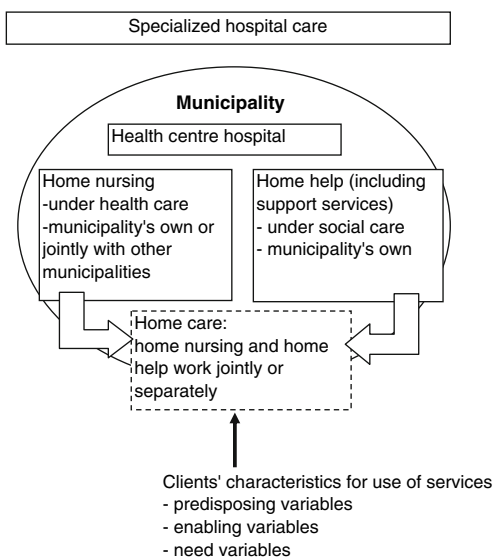 Specialized hospital care
Municipality
Health centre hospital
Home nursing
-under health care
-municipality's own or
jointly with other
municipalities
Home help (including
support services)
- under social care
- municipality's own
Home care:
home nursing and home
help work jointly or
separately
Clients' characteristics for use of services
- predisposing variables
- enabling variables
- need variables